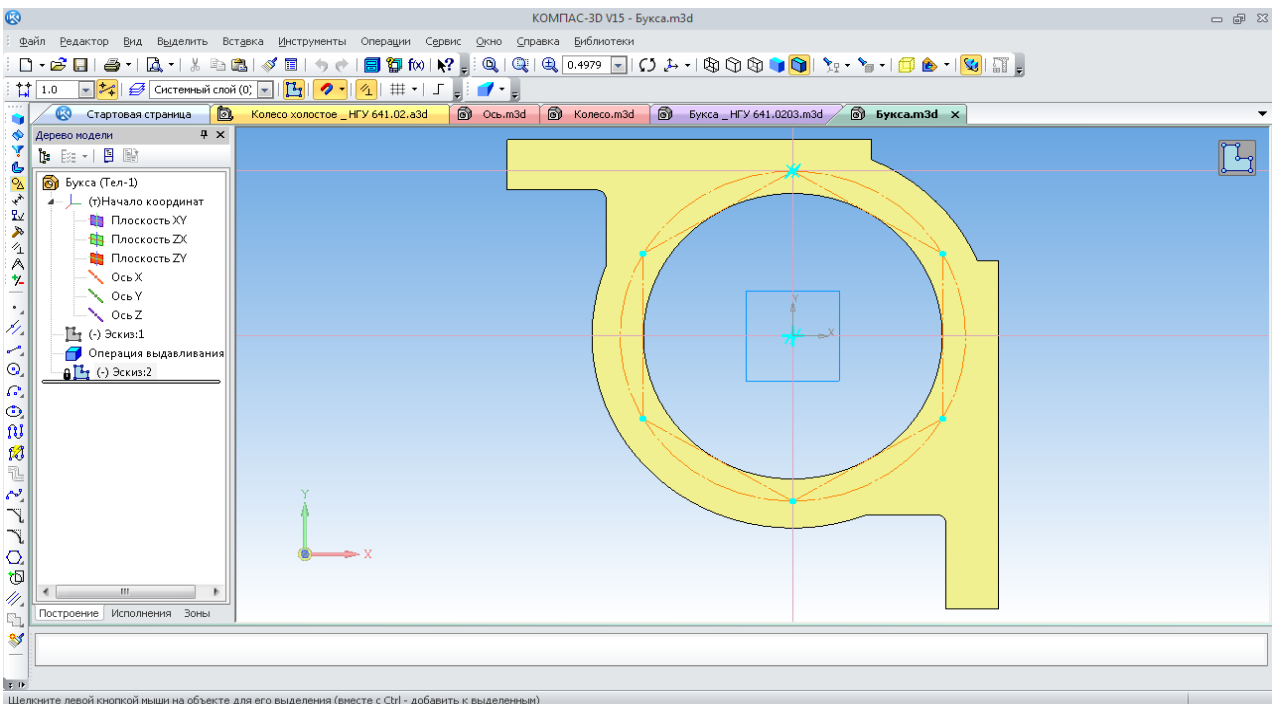 КОМПАС-3D V15 - Букса.m3d
Файл Редактор Вид Выделить Вставка Инструменты Операции Сервис Окно Справка Библиотеки
0.4979
1.0 Системный слой (0)
Стартовая страница Колесо холостое _ НГУ 641.02.a3d Ось.m3d Колесо.m3d Букса _ НГУ 641.0203.m3d Букса.m3d
Дерево модели
Букса (Тел-1)
(т)Начало координат
Плоскость XY
Плоскость ZX
Плоскость ZY
Ось X
Ось Y
Ось Z
(-) Эскиз:1
Операция выдавливания
(-) Эскиз:2
Y
X
Y
X
Построение Исполнения Зоны
Щелкните левой кнопкой мыши на объекте для его выделения (вместе с Ctrl - добавить к выделенным)